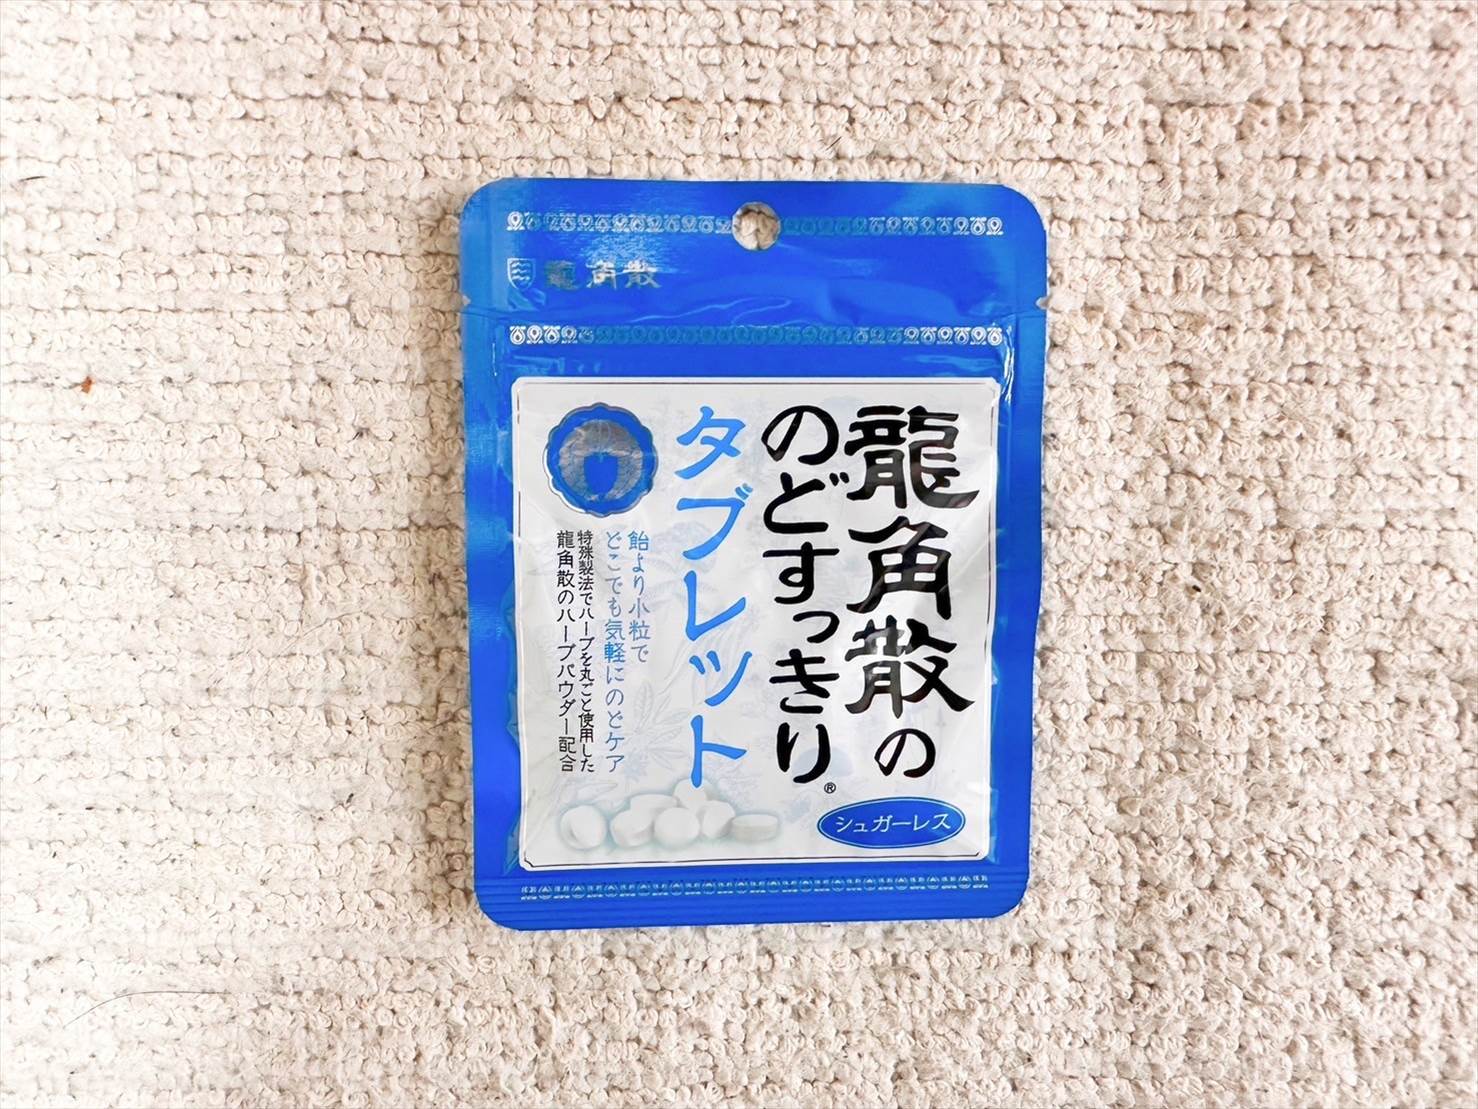 龍角散
龍角散の
のどすっきり®
タブレット
飴より小粒で
どこでも気軽にのどケア
特殊製法でハーブを丸ごと使用した
龍角散のハーブパウダー配合
シュガーレス